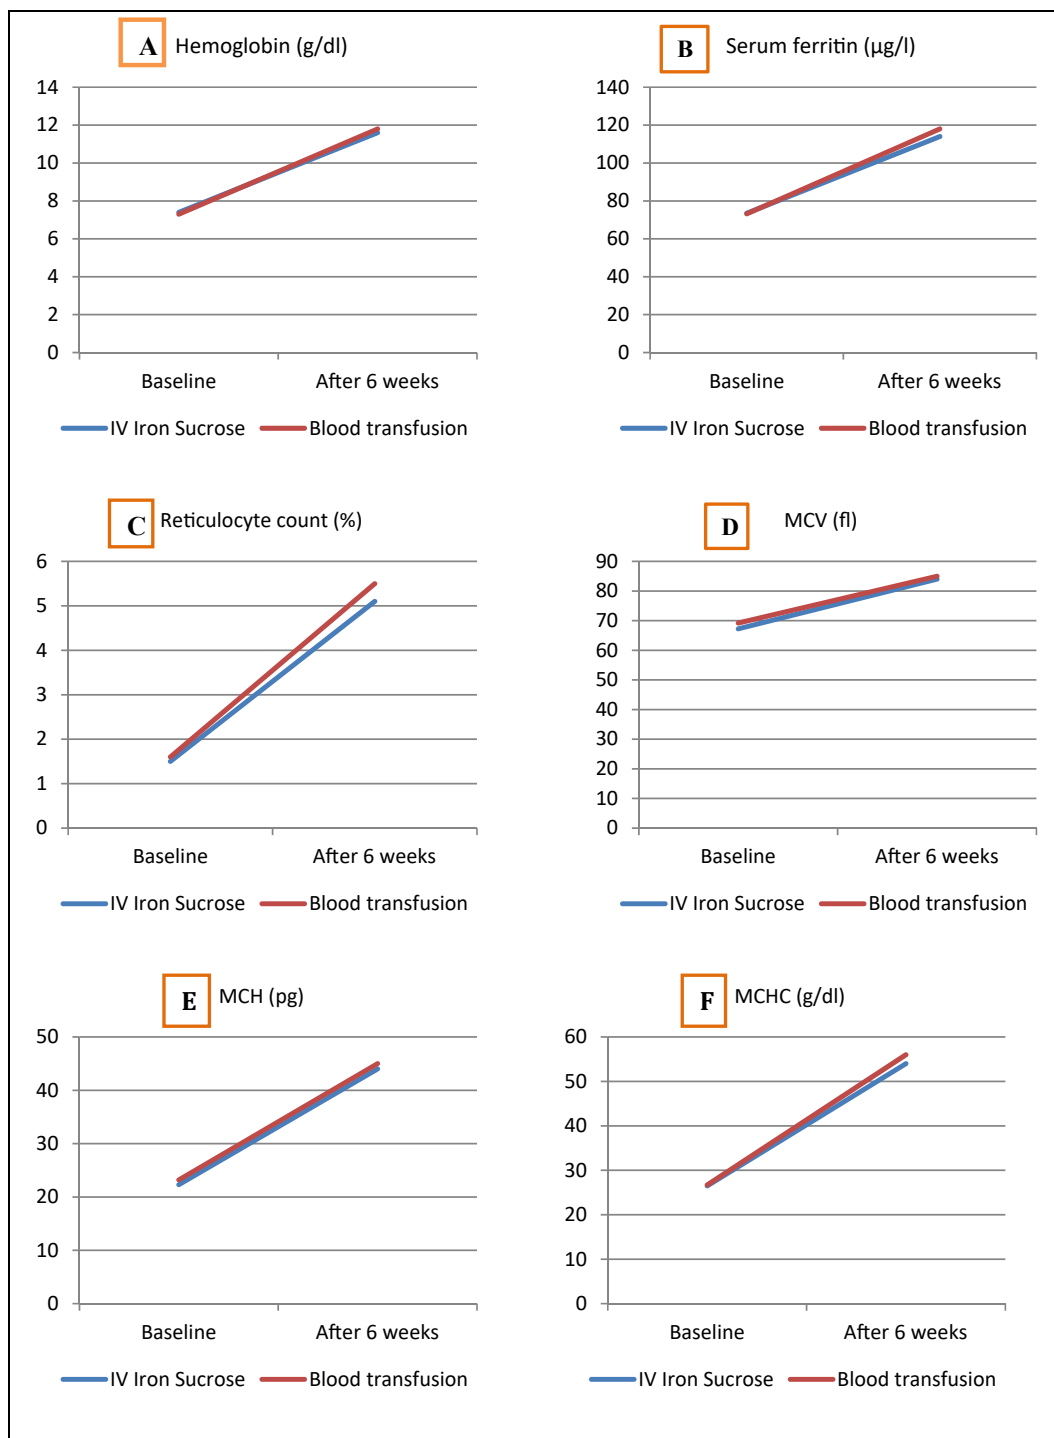 A Hemoglobin (g/dl)
14
12
10
8
6
4
2
0
Baseline After 6 weeks
IV Iron Sucrose Blood transfusion
B Serum ferritin (µg/l)
140
120
100
80
60
40
20
0
Baseline After 6 weeks
IV Iron Sucrose Blood transfusion
C Reticulocyte count (%)
6
5
4
3
2
1
0
Baseline After 6 weeks
IV Iron Sucrose Blood transfusion
D MCV (fl)
90
80
70
60
50
40
30
20
10
0
Baseline After 6 weeks
IV Iron Sucrose Blood transfusion
E MCH (pg)
50
40
30
20
10
0
Baseline After 6 weeks
IV Iron Sucrose Blood transfusion
F MCHC (g/dl)
60
50
40
30
20
10
0
Baseline After 6 weeks
IV Iron Sucrose Blood transfusion